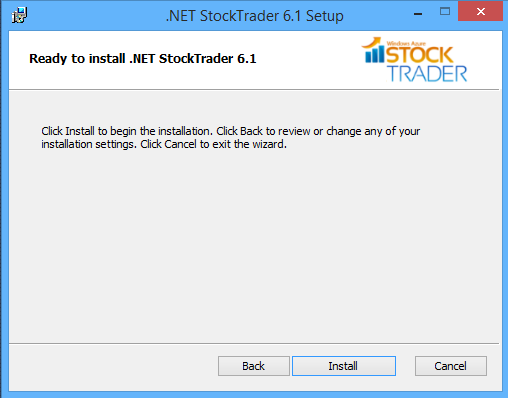 .NET StockTrader 6.1 Setup
Ready to install .NET StockTrader 6.1
Windows Azure
STOCK
TRADER
Click Install to begin the installation. Click Back to review or change any of your
installation settings. Click Cancel to exit the wizard.
Back Install Cancel